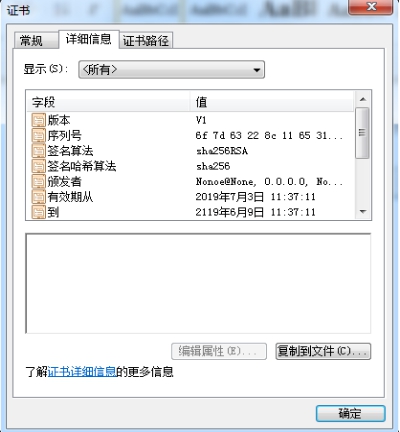 证书
常规 详细信息 证书路径
显示(S): <所有>
字段 值
版本 V1
序列号 6f 7d 63 22 8c 11 65 31...
签名算法 sha256RSA
签名哈希算法 sha256
颁发者 Nonoe@None, 0.0.0.0, No...
有效期从 2019年7月3日 11:37:11
到 2119年6月9日 11:37:11
编辑属性(E)... 复制到文件(C)...
了解证书详细信息的更多信息
确定